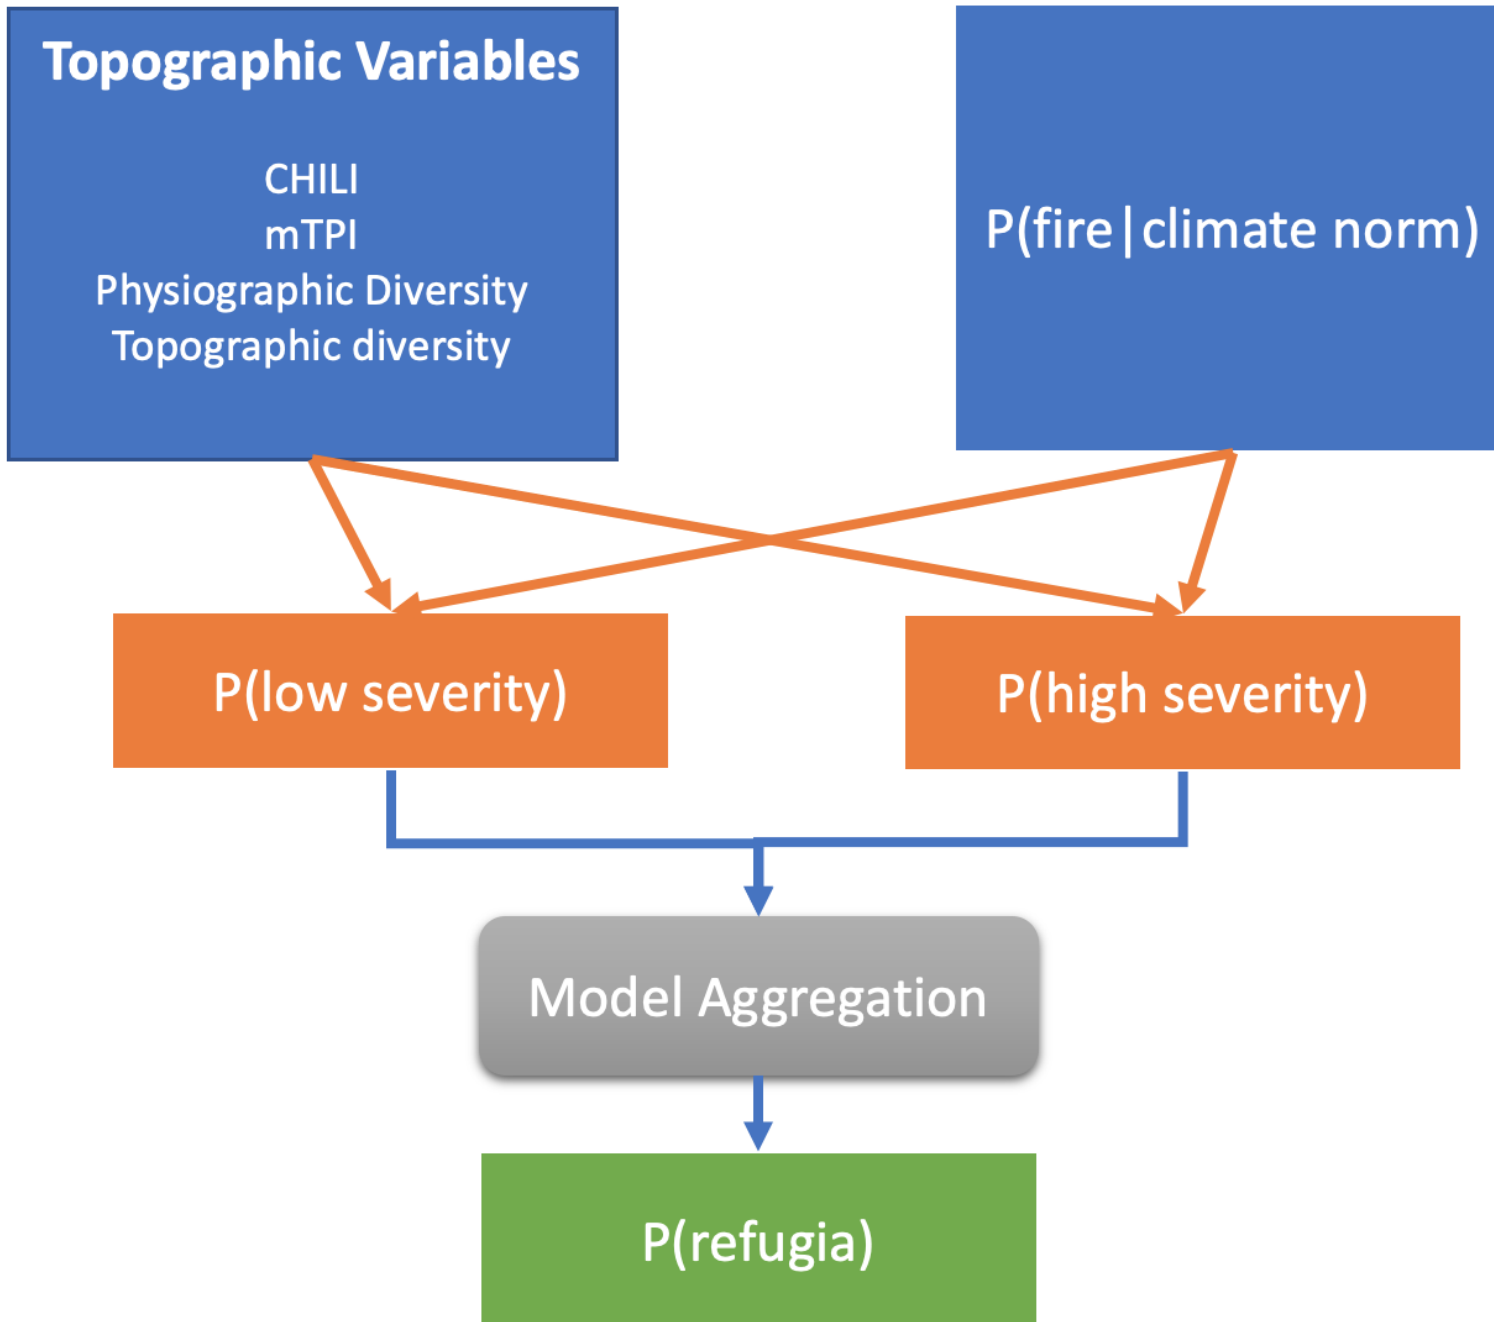 Topographic Variables
CHILI
mTPI
Physiographic Diversity
Topographic diversity
P(fire|climate norm)
P(low severity)
P(high severity)
Model Aggregation
P(refugia)